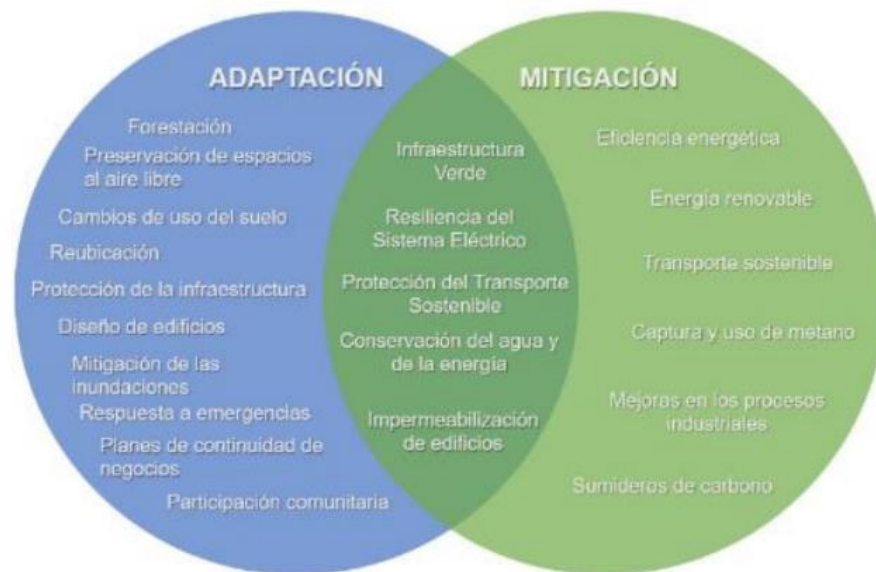 ADAPTACIÓN
Forestación
Preservación de espacios
al aire libre
Cambios de uso del suelo
Reubicación
Protección de la infraestructura
Diseño de edificios
Mitigación de las
inundaciones
Respuesta a emergencias
Planes de continuidad de
negocios
Participación comunitaria
Infraestructura
Verde
Resiliencia del
Sistema Eléctrico
Protección del Transporte
Sostenible
Conservación del agua y
de la energía
Impermeabilización
de edificios
MITIGACIÓN
Eficiencia energética
Energía renovable
Transporte sostenible
Captura y uso de metano
Mejoras en los procesos
industriales
Sumideros de carbono